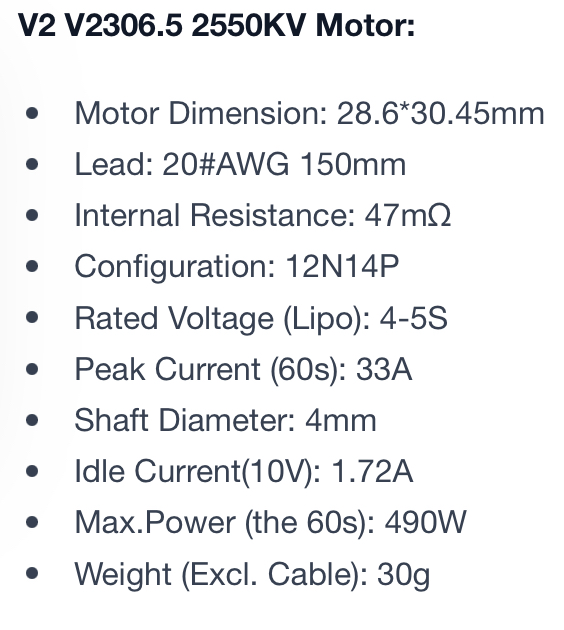 V2 V2306.5 2550KV Motor:
• Motor Dimension: 28.6*30.45mm
• Lead: 20#AWG 150mm
• Internal Resistance: 47mΩ
• Configuration: 12N14P
• Rated Voltage (Lipo): 4-5S
• Peak Current (60s): 33A
• Shaft Diameter: 4mm
• Idle Current(10V): 1.72A
• Max.Power (the 60s): 490W
• Weight (Excl. Cable): 30g